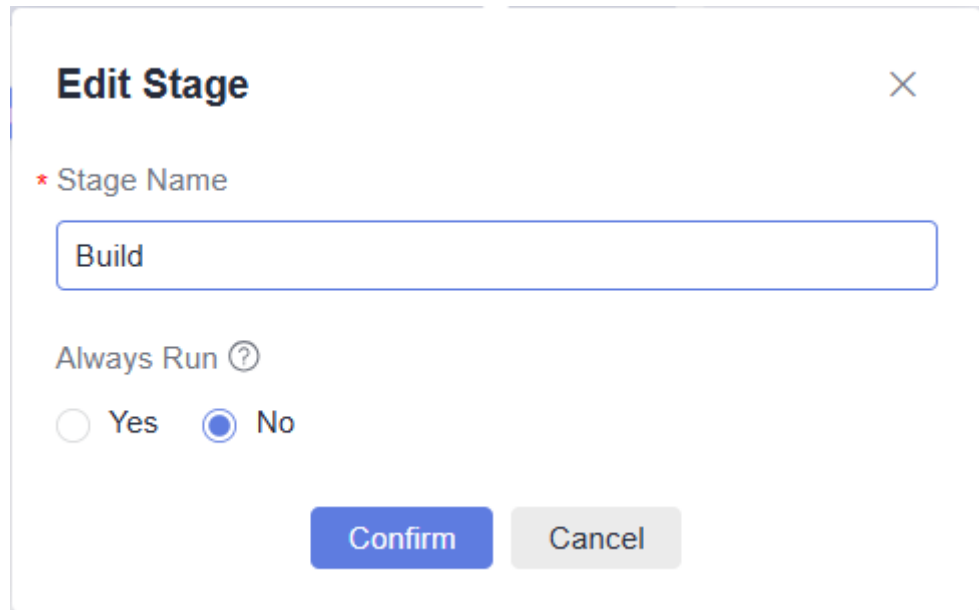 Edit Stage
* Stage Name
Build
Always Run ?
Yes No
Confirm Cancel